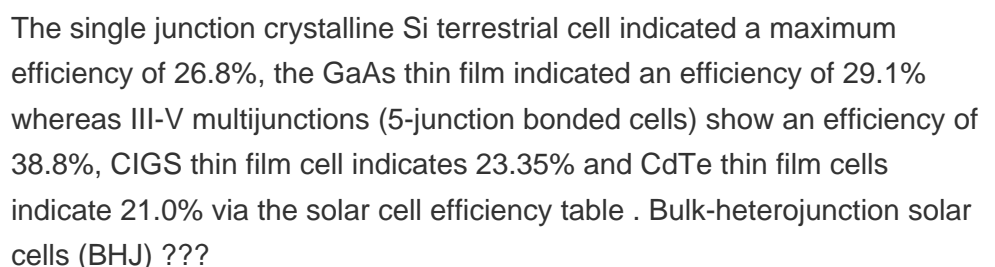 The single junction crystalline Si terrestrial cell indicated a maximum
efficiency of 26.8%, the GaAs thin film indicated an efficiency of 29.1%
whereas III-V multijunctions (5-junction bonded cells) show an efficiency of
38.8%, CIGS thin film cell indicates 23.35% and CdTe thin film cells
indicate 21.0% via the solar cell efficiency table . Bulk-heterojunction solar
cells (BHJ) ???